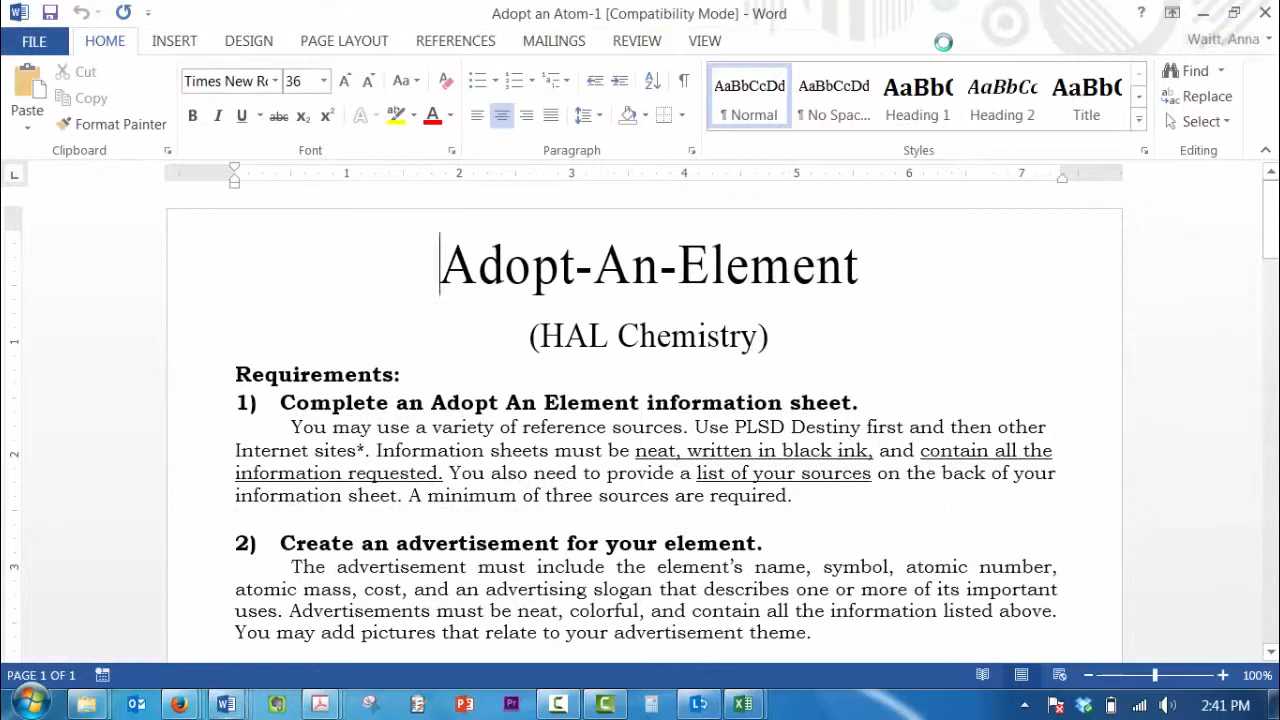 Adopt an Atom-1 [Compatibility Mode] - Word
FILE HOME INSERT DESIGN PAGE LAYOUT REFERENCES MAILINGS REVIEW VIEW Waitt, Anna
Paste Cut Copy Format Painter
Clipboard
Times New Ro 36
Font
Paragraph
AaBbCcDd AaBbCcDd AaBbC AaBbCc AaBbC
¶ Normal ¶ No Spac... Heading 1 Heading 2 Title
Styles
Find
Replace
Select
Editing
1 2 3 4 5 6 7
Adopt-An-Element
(HAL Chemistry)
Requirements:
1) Complete an Adopt An Element information sheet.
You may use a variety of reference sources. Use PLSD Destiny first and then other
Internet sites*. Information sheets must be neat, written in black ink, and contain all the
information requested. You also need to provide a list of your sources on the back of your
information sheet. A minimum of three sources are required.
2) Create an advertisement for your element.
The advertisement must include the element's name, symbol, atomic number,
atomic mass, cost, and an advertising slogan that describes one or more of its important
uses. Advertisements must be neat, colorful, and contain all the information listed above.
You may add pictures that relate to your advertisement theme.
1
2
3
PAGE 1 OF 1 100%
2:41 PM